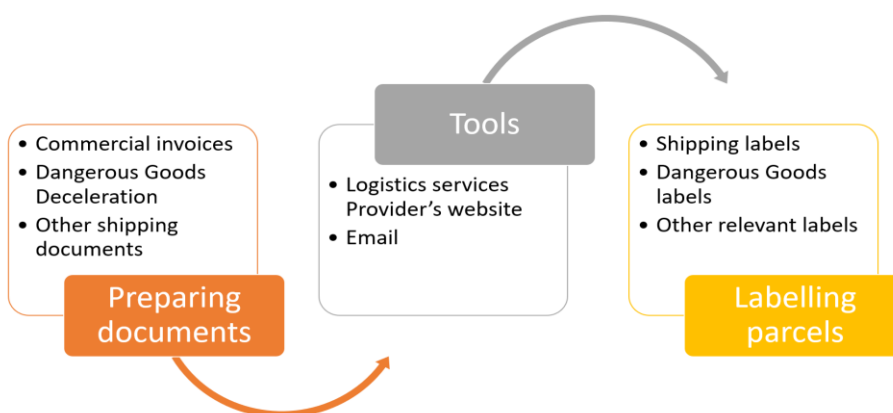 • Commercial invoices
• Dangerous Goods
Deceleration
• Other shipping
documents
Preparing
documents
Tools
• Logistics services
Provider’s website
• Email
• Shipping labels
• Dangerous Goods
labels
• Other relevant labels
Labelling
parcels